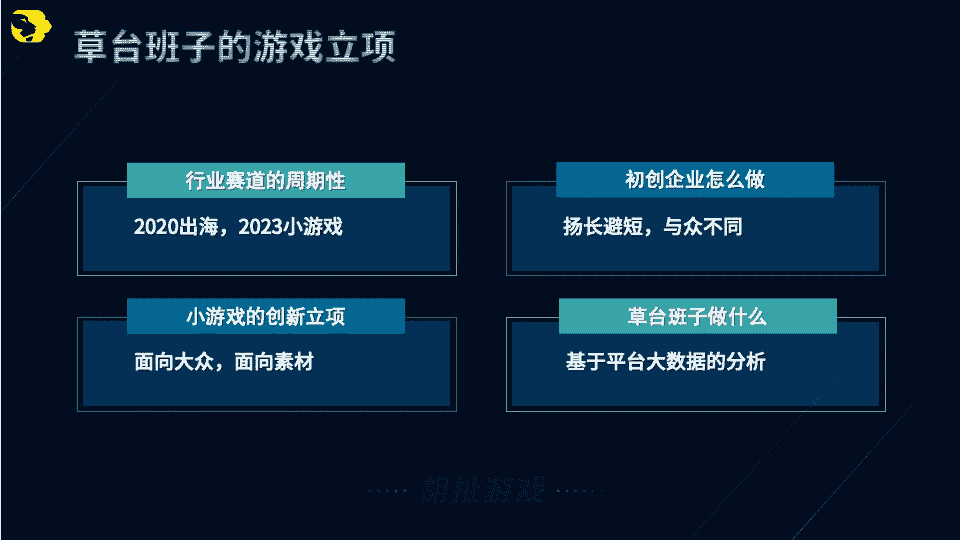 草台班子的游戏立项
行业赛道的周期性
2020出海，2023小游戏
初创企业怎么做
扬长避短，与众不同
小游戏的创新立项
面向大众，面向素材
草台班子做什么
基于平台大数据的分析
胡扯游戏